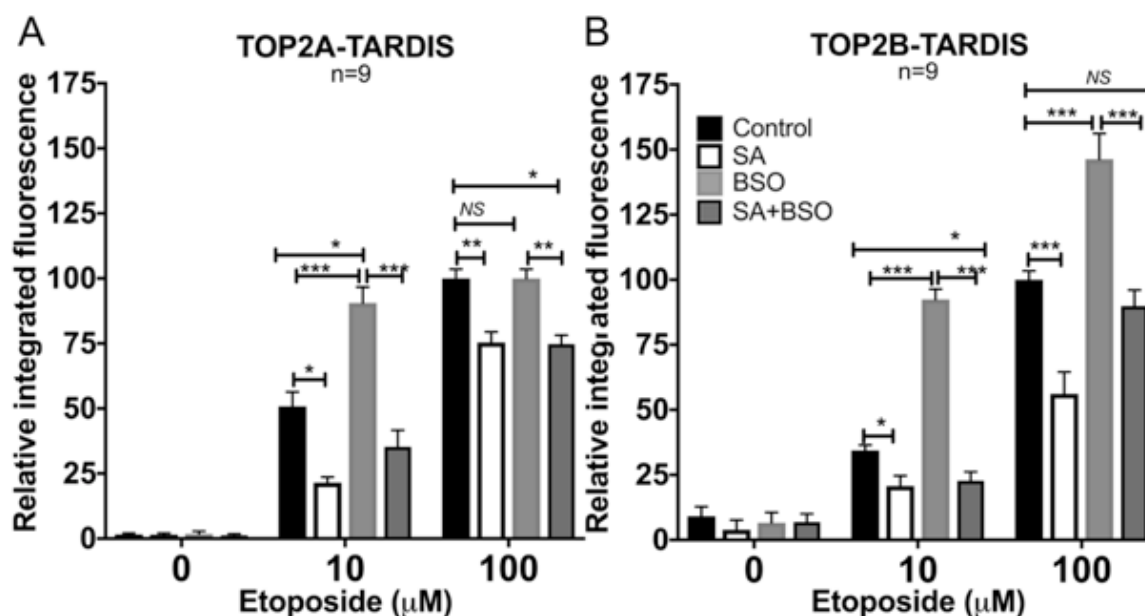 A
TOP2A-TARDIS
n=9
Relative integrated fluorescence
175
150
125
100
75
50
25
0
*
***
***
*
*
NS
**
**
0
10
100
Etoposide (μM)
B
TOP2B-TARDIS
n=9
Relative integrated fluorescence
175
150
125
100
75
50
25
0
Control
SA
BSO
SA+BSO
*
***
***
*
NS
***
***
***
0
10
100
Etoposide (μM)